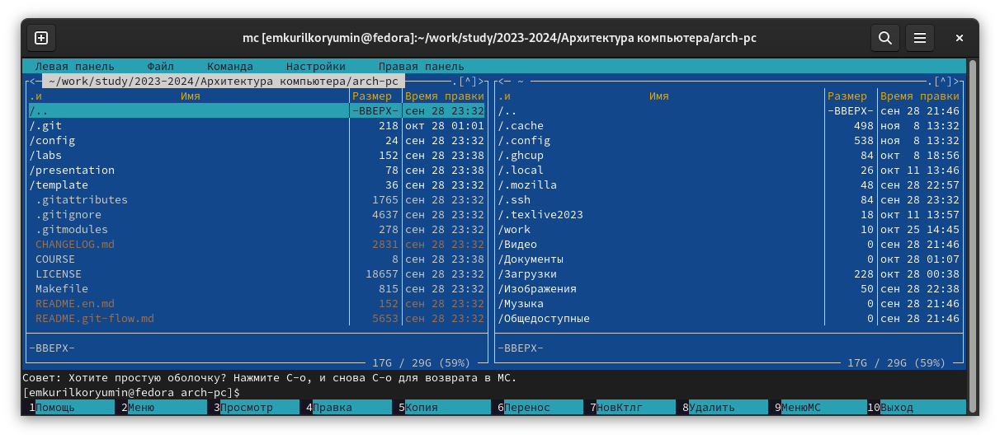 mc [emkurilkoryumin@fedora]:~/work/study/2023-2024/Архитектура компьютера/arch-pc
Левая панель Файл Команда Настройки Правая панель
<─ ~/work/study/2023-2024/Архитектура компьютера/arch-pc .[^]> <─ ~ .[^]>
.и Имя Размер Время правки .и Имя Размер Время правки
/.. -ВВЕРХ- сен 28 23:32 /.. -ВВЕРХ- сен 28 21:46
/.git 218 окт 28 01:01 /.cache 498 ноя 8 13:32
/config 24 сен 28 23:32 /.config 538 ноя 8 13:32
/labs 152 сен 28 23:38 /.ghcup 84 окт 8 18:56
/presentation 78 сен 28 23:38 /.local 26 окт 11 13:46
/template 36 сен 28 23:32 /.mozilla 48 сен 28 22:57
.gitattributes 1765 сен 28 23:32 /.ssh 84 сен 28 23:32
.gitignore 4637 сен 28 23:32 /.texlive2023 18 окт 11 13:57
.gitmodules 278 сен 28 23:32 /work 10 окт 25 14:45
CHANGELOG.md 2831 сен 28 23:32 /Видео 0 сен 28 21:46
COURSE 8 сен 28 23:38 /Документы 0 окт 28 01:07
LICENSE 18657 сен 28 23:32 /Загрузки 228 окт 28 00:38
Makefile 815 сен 28 23:32 /Изображения 50 сен 28 22:38
README.en.md 152 сен 28 23:32 /Музыка 0 сен 28 21:46
README.git-flow.md 5653 сен 28 23:32 /Общедоступные 0 сен 28 21:46
-ВВЕРХ- -ВВЕРХ-
17G / 29G (59%) 17G / 29G (59%)
Совет: Хотите простую оболочку? Нажмите C-o, и снова C-o для возврата в MC.
[emkurilkoryumin@fedora arch-pc]$
1Помощь 2Меню 3Просмотр 4Правка 5Копия 6Перенос 7НовКтлг 8Удалить 9МенюМС 10Выход